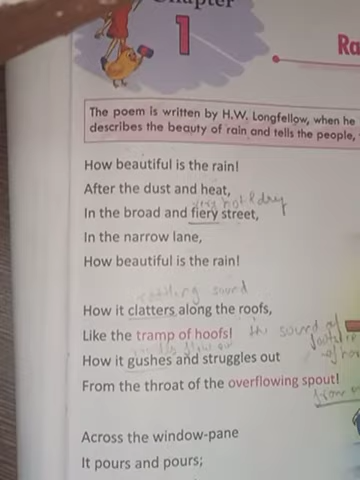 Chapter
1
Ra
The poem is written by H.W. Longfellow, when he
describes the beauty of rain and tells the people,
How beautiful is the rain!
After the dust and heat,
very hot & dry
In the broad and fiery street,
In the narrow lane,
How beautiful is the rain!
rattling sound
How it clatters along the roofs,
Like the tramp of hoofs! the sound of
How it gushes and struggles out
From the throat of the overflowing spout!
Across the window-pane
It pours and pours;